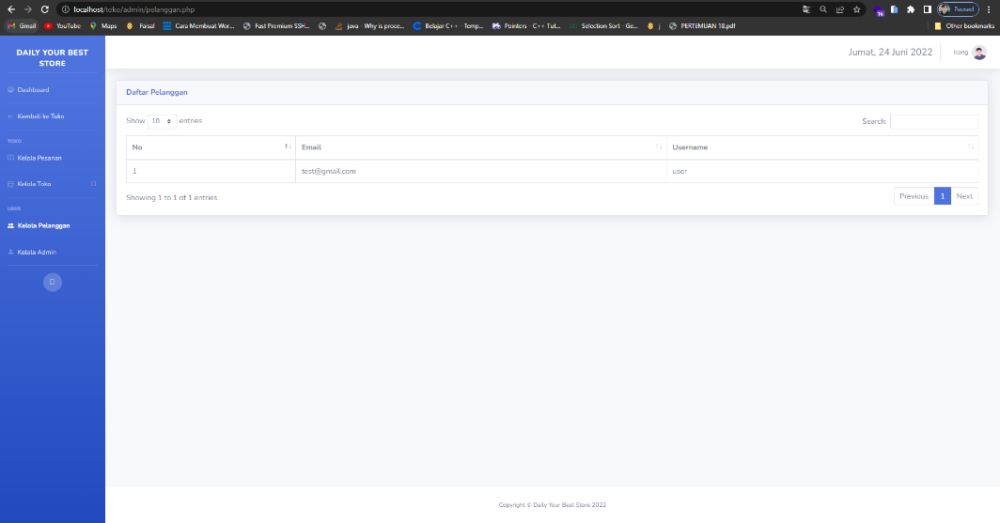 localhost/toko/admin/pelanggan.php
16
Paused
Gmail
YouTube
Maps
Faisal
Cara Membuat Wor...
Fast Premium SSH...
java - Why is proce...
Belajar C++ - Temp...
Pointers - C++ Tut...
Selection Sort - Ge...
j
PERTEMUAN 18.pdf
Other bookmarks
DAILY YOUR BEST
STORE
Dashboard
Kembali ke Toko
TOKO
Kelola Pesanan
Kelola Toko
USER
Kelola Pelanggan
Kelola Admin
Jumat, 24 Juni 2022
Icang
Daftar Pelanggan
Show 10 entries
Search:
No Email Username
1 test@gmail.com user
Showing 1 to 1 of 1 entries
Previous 1 Next
Copyright © Daily Your Best Store 2022